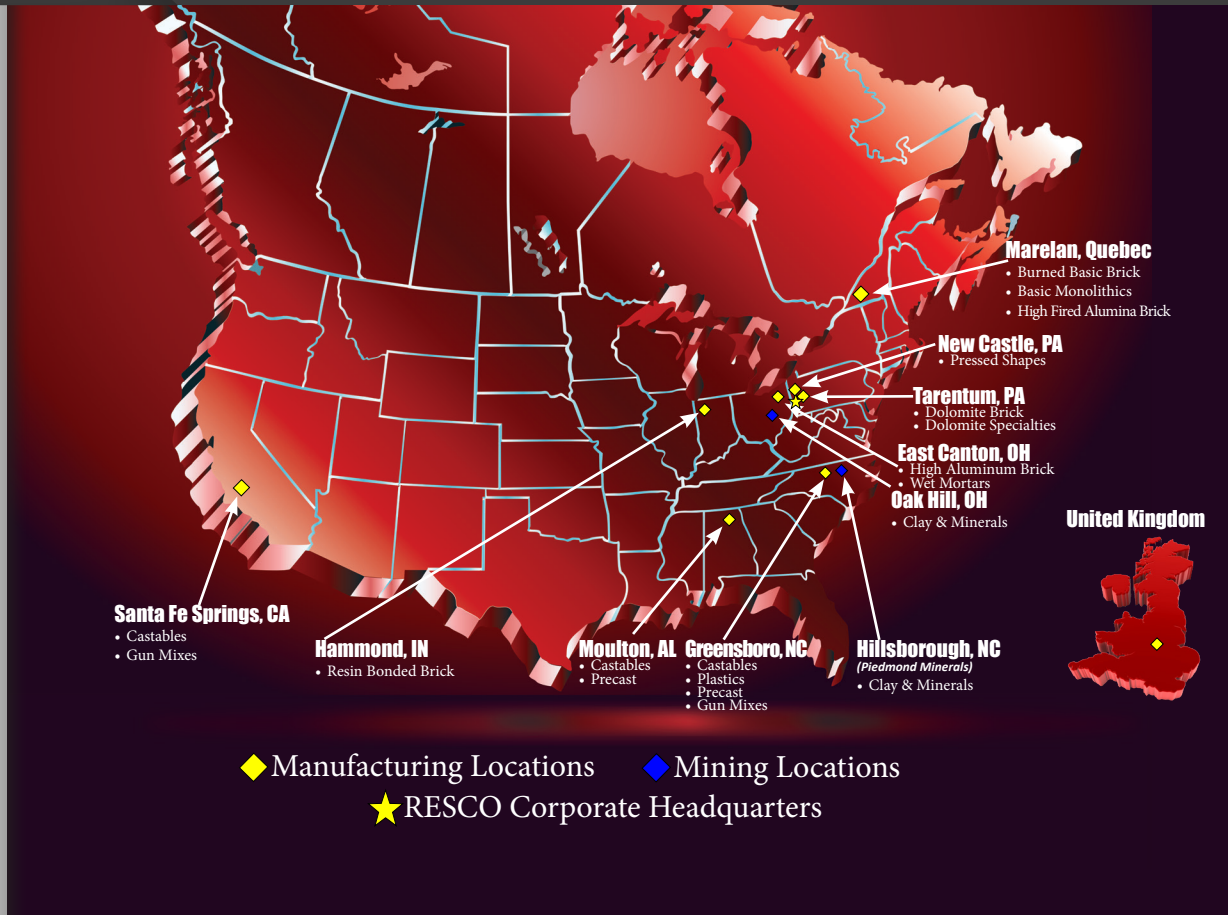 Marelan, Quebec
• Burned Basic Brick
• Basic Monolithics
• High Fired Alumina Brick
New Castle, PA
• Pressed Shapes
Tarentum, PA
• Dolomite Brick
• Dolomite Specialties
East Canton, OH
• High Aluminum Brick
• Wet Mortars
Oak Hill, OH
• Clay & Minerals
United Kingdom
Santa Fe Springs, CA
• Castables
• Gun Mixes
Hammond, IN
• Resin Bonded Brick
Moulton, AL
• Castables
• Precast
Greensboro, NC
• Castables
• Plastics
• Precast
• Gun Mixes
Hillsborough, NC
(Piedmond Minerals)
• Clay & Minerals
Manufacturing Locations
Mining Locations
RESCO Corporate Headquarters